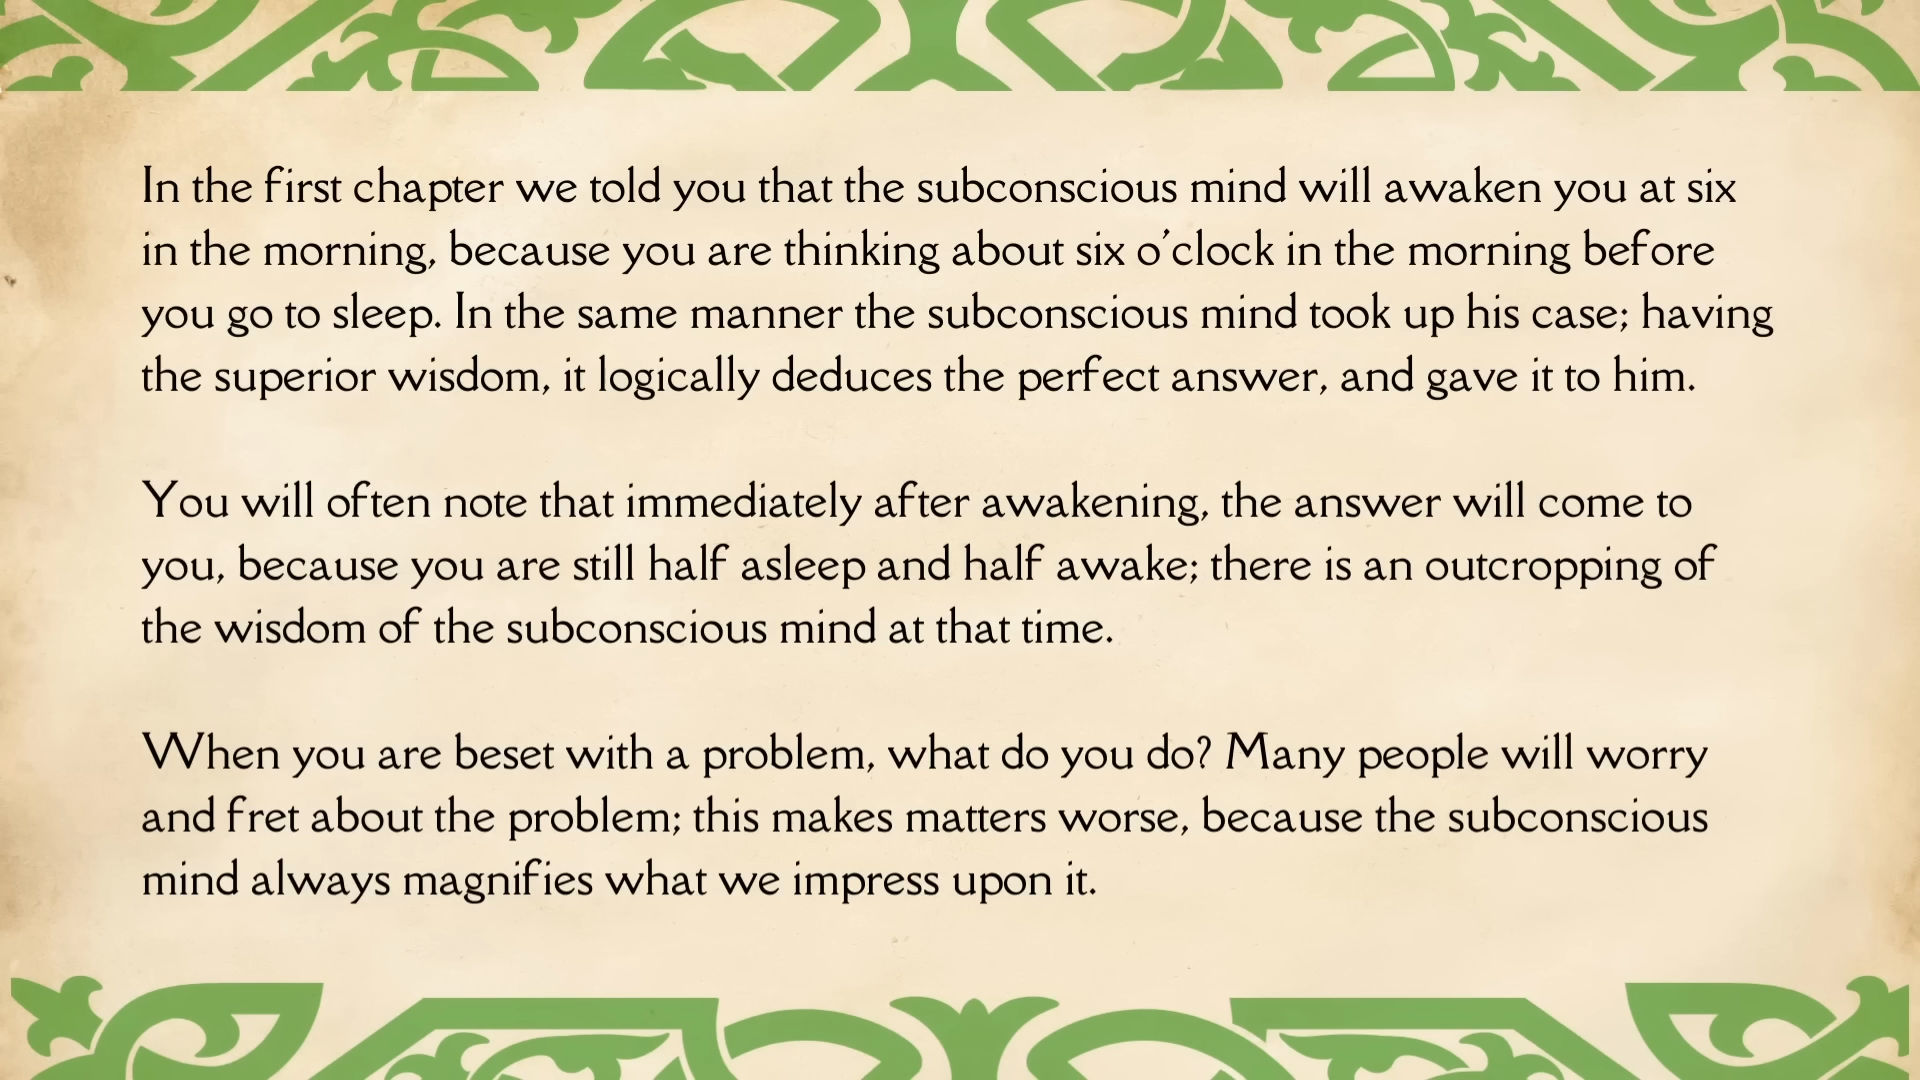 In the first chapter we told you that the subconscious mind will awaken you at six
in the morning, because you are thinking about six o’clock in the morning before
you go to sleep. In the same manner the subconscious mind took up his case; having
the superior wisdom, it logically deduces the perfect answer, and gave it to him.
You will often note that immediately after awakening, the answer will come to
you, because you are still half asleep and half awake; there is an outcropping of
the wisdom of the subconscious mind at that time.
When you are beset with a problem, what do you do? Many people will worry
and fret about the problem; this makes matters worse, because the subconscious
mind always magnifies what we impress upon it.